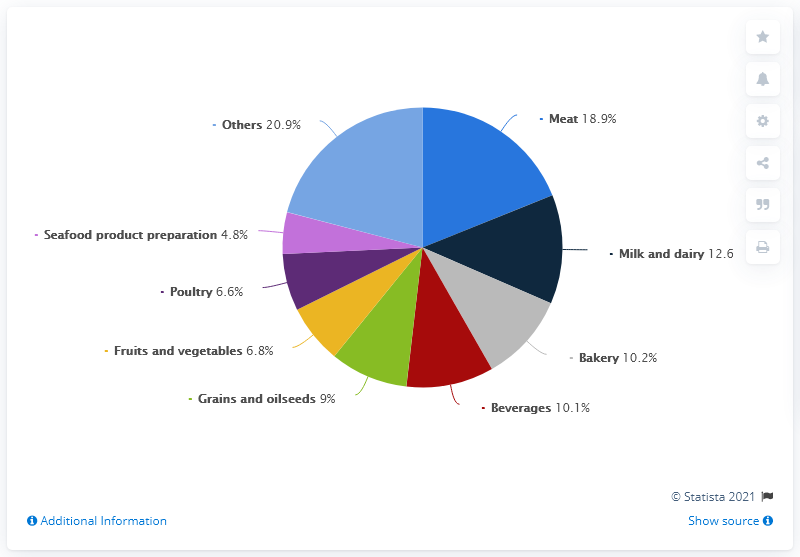 Others 20.9%
Meat 18.9%
Seafood product preparation 4.8%
Milk and dairy 12.6
Poultry 6.6%
Fruits and vegetables 6.8%
Bakery 10.2%
Grains and oilseeds 9%
Beverages 10.1%
© Statista 2021
Additional Information
Show source